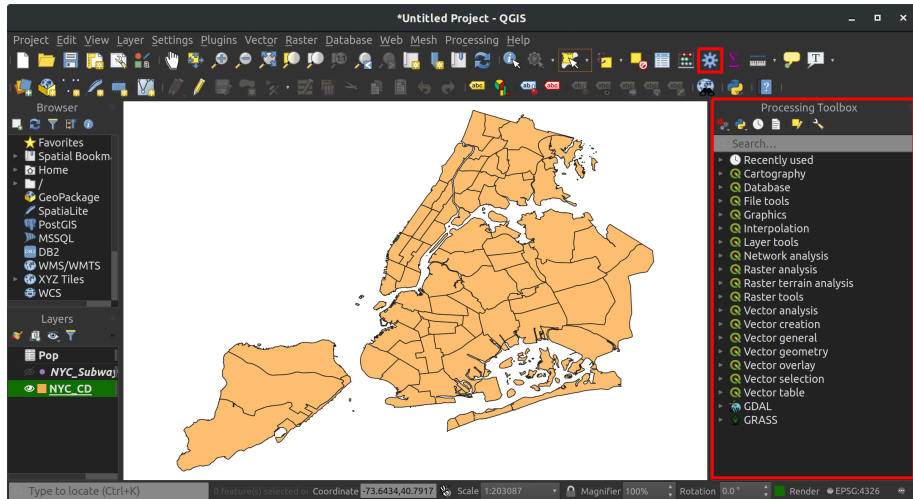 *Untitled Project - QGIS
Project Edit View Layer Settings Plugins Vector Raster Database Web Mesh Processing Help
Browser
Favorites
Spatial Bookm
Home
/
GeoPackage
SpatiaLite
PostGIS
MSSQL
DB2
WMS/WMTS
XYZ Tiles
WCS
Layers
Pop
NYC_Subway
NYC_CD
Processing Toolbox
Search...
Recently used
Cartography
Database
File tools
Graphics
Interpolation
Layer tools
Network analysis
Raster analysis
Raster terrain analysis
Raster tools
Vector analysis
Vector creation
Vector general
Vector geometry
Vector overlay
Vector selection
Vector table
GDAL
GRASS
Type to locate (Ctrl+K) 0 feature(s) selected on Coordinate -73.6434,40.7917 Scale 1:203087 Magnifier 100% Rotation 0.0 ° Render EPSG:4326